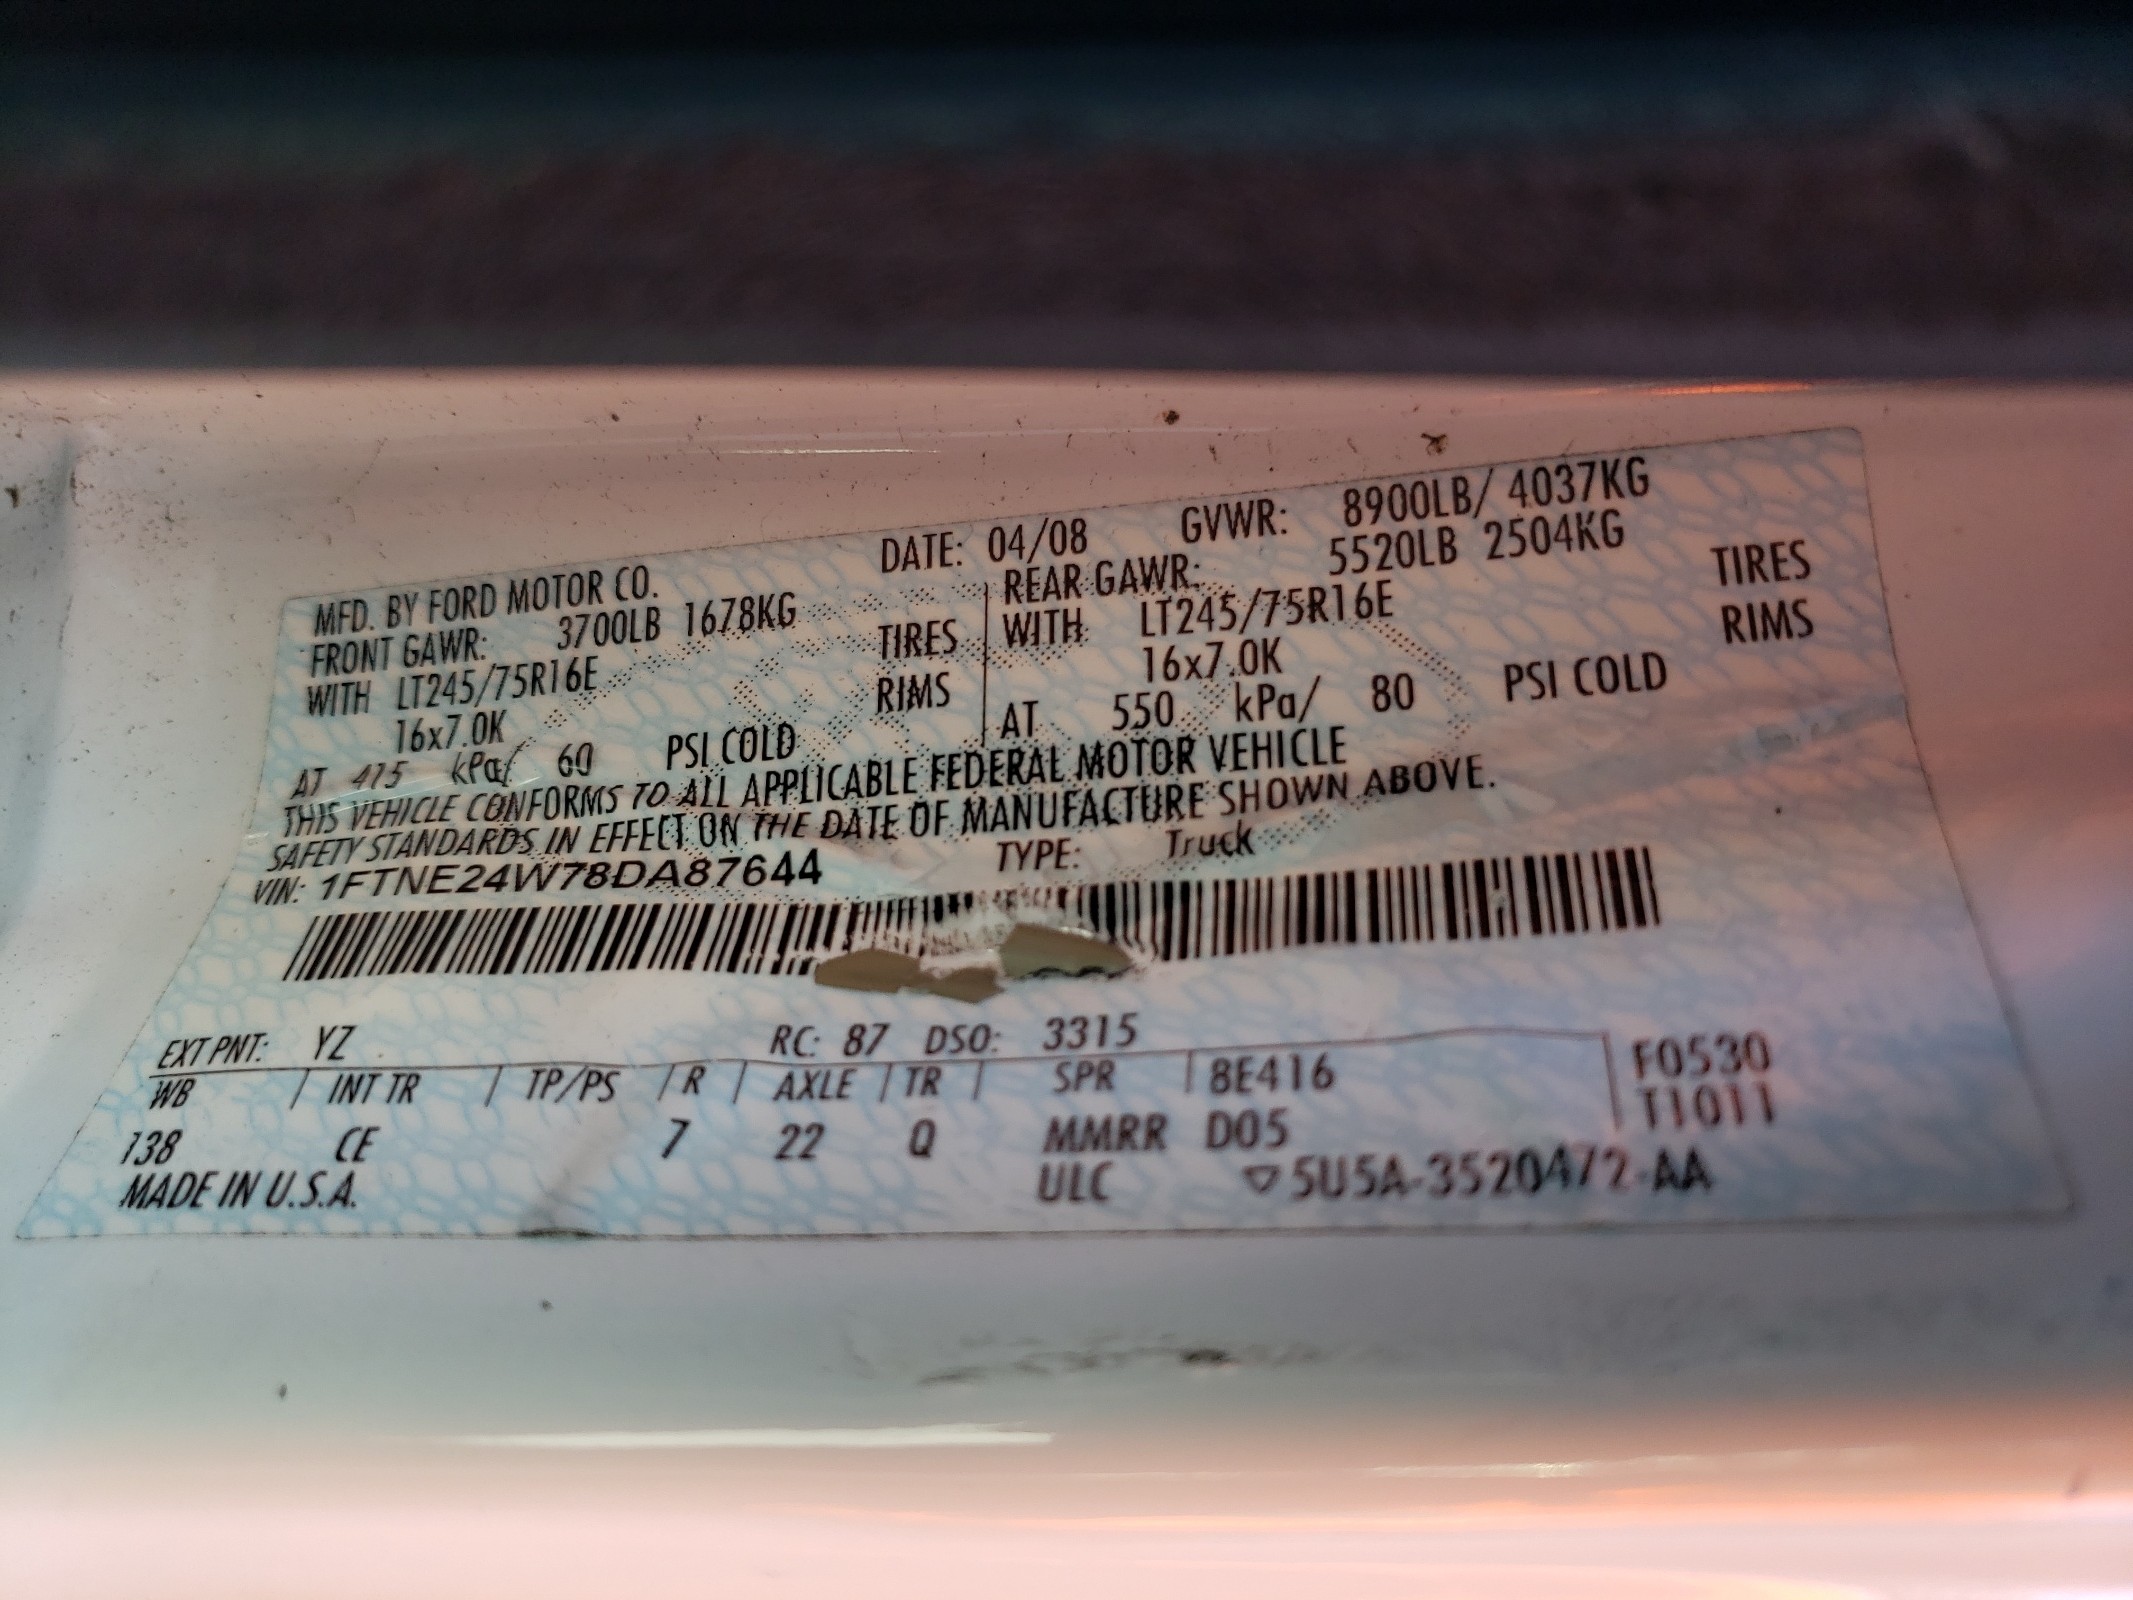 MFD. BY FORD MOTOR CO. DATE: 04/08 GVWR: 8900LB/ 4037KG
FRONT GAWR: 3700LB 1678KG REAR GAWR: 5520LB 2504KG
WITH LT245/75R16E TIRES WITH LT245/75R16E TIRES
16x7.0K RIMS 16x7.0K RIMS
AT 415 kPa/ 60 PSI COLD AT 550 kPa/ 80 PSI COLD
THIS VEHICLE CONFORMS TO ALL APPLICABLE FEDERAL MOTOR VEHICLE
SAFETY STANDARDS IN EFFECT ON THE DATE OF MANUFACTURE SHOWN ABOVE.
VIN: 1FTNE24W78DA87644 TYPE: Truck
EXT PNT: YZ RC: 87 DSO: 3315
WB INT TR TP/PS R AXLE TR SPR 8E416 F0530
138 CE 7 22 Q MMRR D05 T1011
MADE IN U.S.A. ULC ▽5U5A-3520472-AA